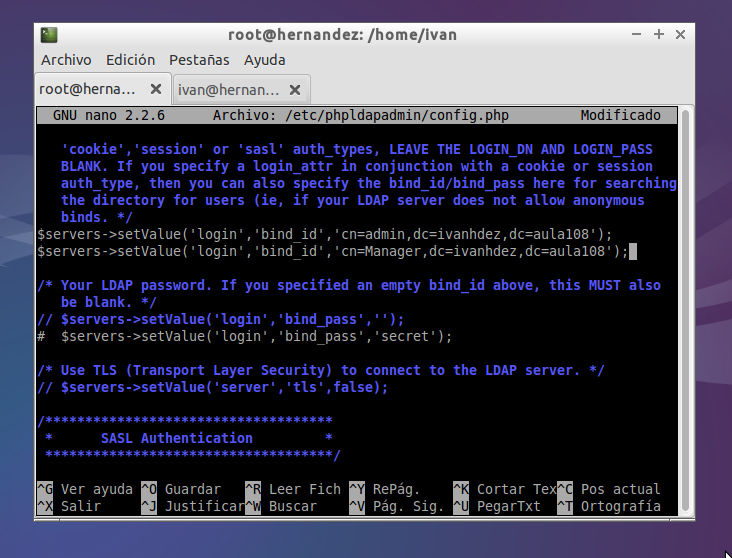 root@hernandez: /home/ivan
Archivo Edición Pestañas Ayuda
root@herna... ivan@hernan...
GNU nano 2.2.6 Archivo: /etc/phpldapadmin/config.php Modificado
'cookie','session' or 'sasl' auth_types, LEAVE THE LOGIN_DN AND LOGIN_PASS
BLANK. If you specify a login_attr in conjunction with a cookie or session
auth_type, then you can also specify the bind_id/bind_pass here for searching
the directory for users (ie, if your LDAP server does not allow anonymous
binds. */
$servers->setValue('login','bind_id','cn=admin,dc=ivanhdez,dc=aula108');
$servers->setValue('login','bind_id','cn=Manager,dc=ivanhdez,dc=aula108');
/* Your LDAP password. If you specified an empty bind_id above, this MUST also
be blank. */
// $servers->setValue('login','bind_pass','');
#  $servers->setValue('login','bind_pass','secret');
/* Use TLS (Transport Layer Security) to connect to the LDAP server. */
// $servers->setValue('server','tls',false);
/************************************
*      SASL Authentication         *
************************************/
^G Ver ayuda ^O Guardar ^R Leer Fich ^Y RePág. ^K Cortar Tex ^C Pos actual
^X Salir ^J Justificar ^W Buscar ^V Pág. Sig. ^U PegarTxt ^T Ortografía